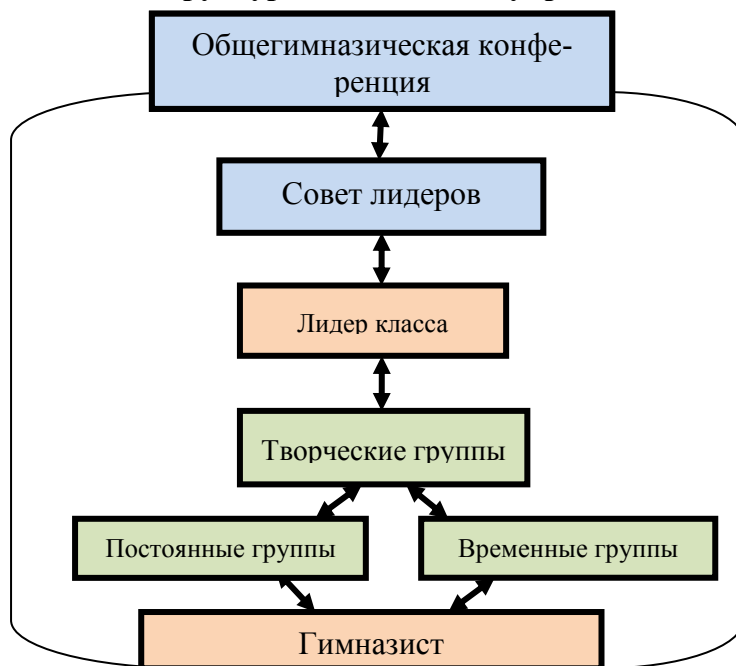 Общегимназическая конфе-
ренция
Совет лидеров
Лидер класса
Творческие группы
Постоянные группы
Временные группы
Гимназист